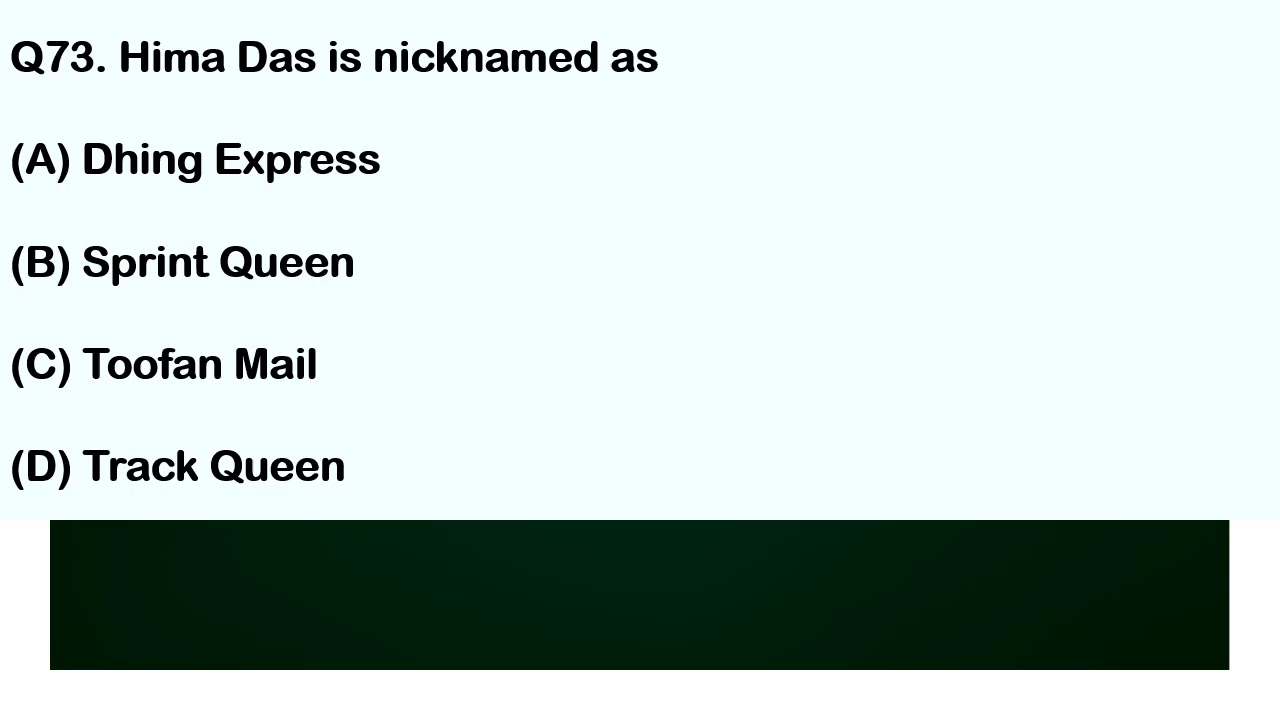 Q73. Hima Das is nicknamed as
(A) Dhing Express
(B) Sprint Queen
(C) Toofan Mail
(D) Track Queen